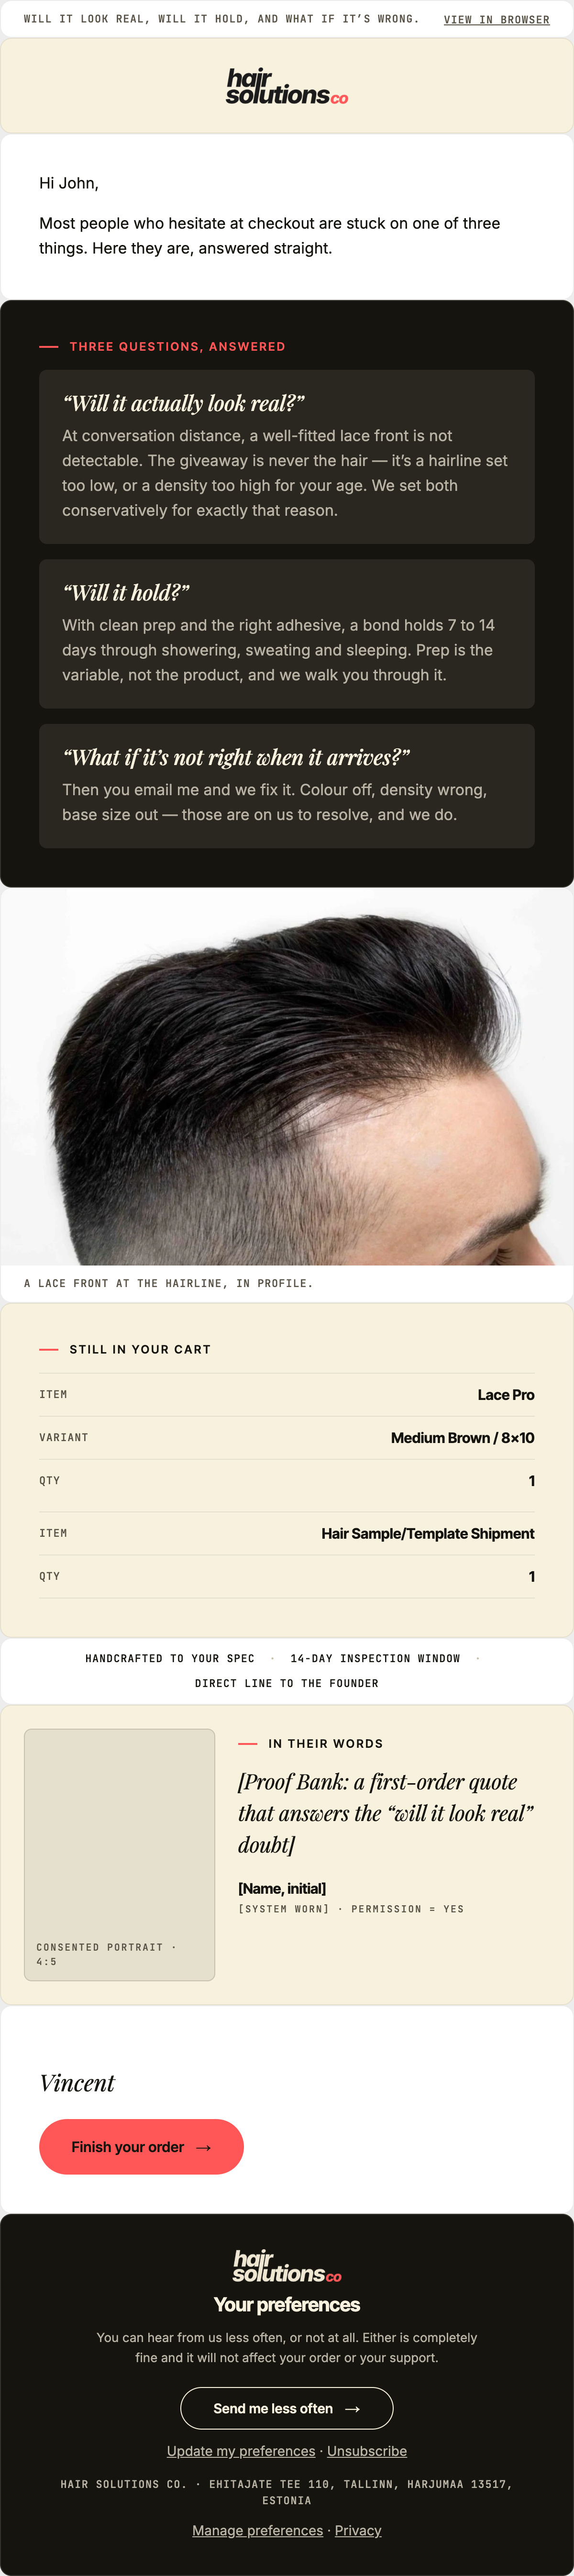 WILL IT LOOK REAL, WILL IT HOLD, AND WHAT IF IT’S WRONG.
VIEW IN BROWSER
hair
solutionsco
Hi John,
Most people who hesitate at checkout are stuck on one of three
things. Here they are, answered straight.
THREE QUESTIONS, ANSWERED
“Will it actually look real?”
At conversation distance, a well-fitted lace front is not
detectable. The giveaway is never the hair — it’s a hairline set
too low, or a density too high for your age. We set both
conservatively for exactly that reason.
“Will it hold?”
With clean prep and the right adhesive, a bond holds 7 to 14
days through showering, sweating and sleeping. Prep is the
variable, not the product, and we walk you through it.
“What if it’s not right when it arrives?”
Then you email me and we fix it. Colour off, density wrong,
base size out — those are on us to resolve, and we do.
A LACE FRONT AT THE HAIRLINE, IN PROFILE.
STILL IN YOUR CART
ITEM
Lace Pro
VARIANT
Medium Brown / 8×10
QTY
1
ITEM
Hair Sample/Template Shipment
QTY
1
HANDCRAFTED TO YOUR SPEC · 14-DAY INSPECTION WINDOW ·
DIRECT LINE TO THE FOUNDER
CONSENTED PORTRAIT ·
4:5
IN THEIR WORDS
[Proof Bank: a first-order quote
that answers the “will it look real”
doubt]
[Name, initial]
[SYSTEM WORN] · PERMISSION = YES
Vincent
Finish your order →
hair
solutionsco
Your preferences
You can hear from us less often, or not at all. Either is completely
fine and it will not affect your order or your support.
Send me less often →
Update my preferences · Unsubscribe
HAIR SOLUTIONS CO. · EHITAJATE TEE 110, TALLINN, HARJUMAA 13517,
ESTONIA
Manage preferences · Privacy